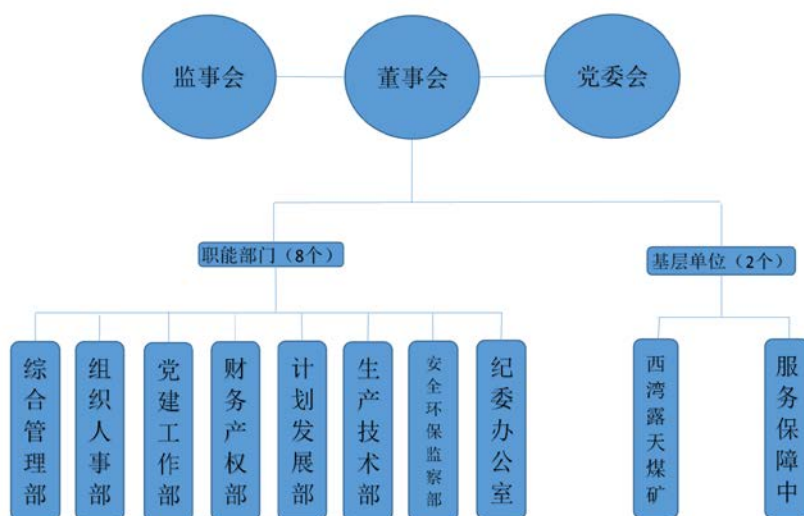 监事会
董事会
党委会
职能部门（8个）
基层单位（2个）
综合管理部
组织人事部
党建工作部
财务产权部
计划发展部
生产技术部
安全环保监察部
纪委办公室
西湾露天煤矿
服务保障中